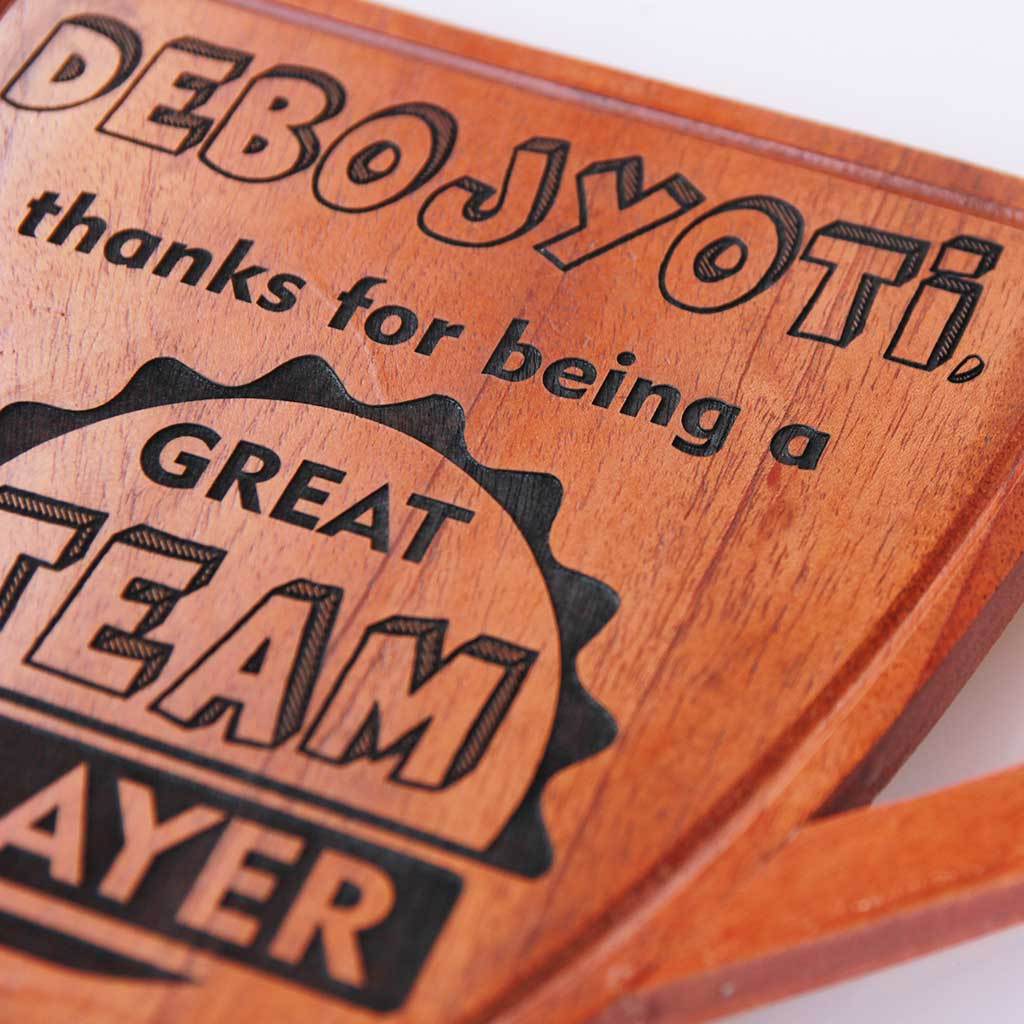 DEBOJYOTi,
thanks for being a
GREAT
TEAM
AYER